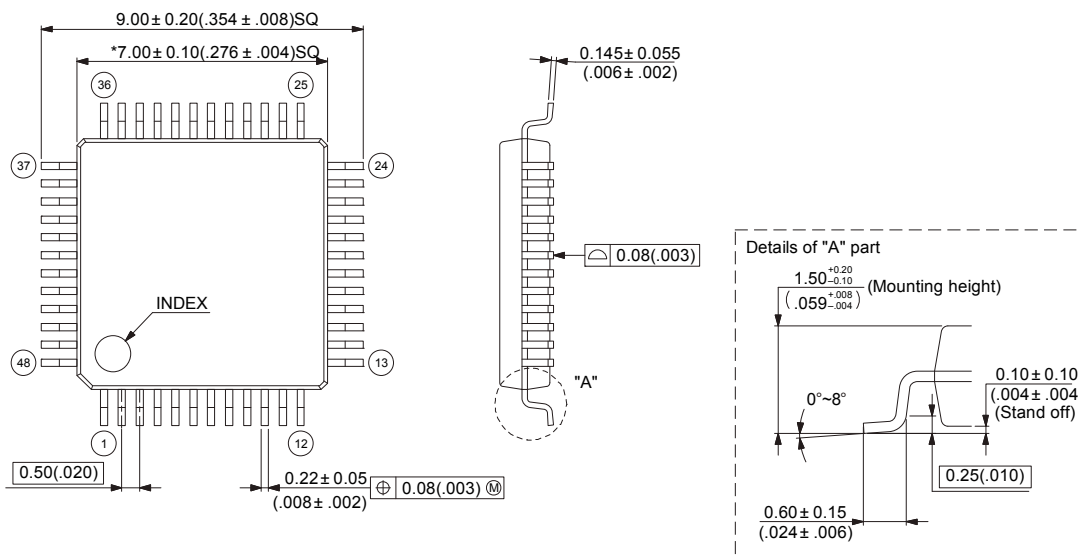 9.00 ± 0.20(.354 ± .008)SQ
*7.00 ± 0.10(.276 ± .004)SQ
0.145 ± 0.055
(.006 ± .002)
36
25
37
24
INDEX
48
13
1
12
0.50(.020)
0.22 ± 0.05
(.008 ± .002)
⌖ 0.08(.003) Ⓜ
⌓ 0.08(.003)
"A"
Details of "A" part
1.50 +0.20 −0.10 (Mounting height)
(.059 +.008 −.004)
0°~8°
0.10 ± 0.10
(.004 ± .004
(Stand off)
0.25(.010)
0.60 ± 0.15
(.024 ± .006)